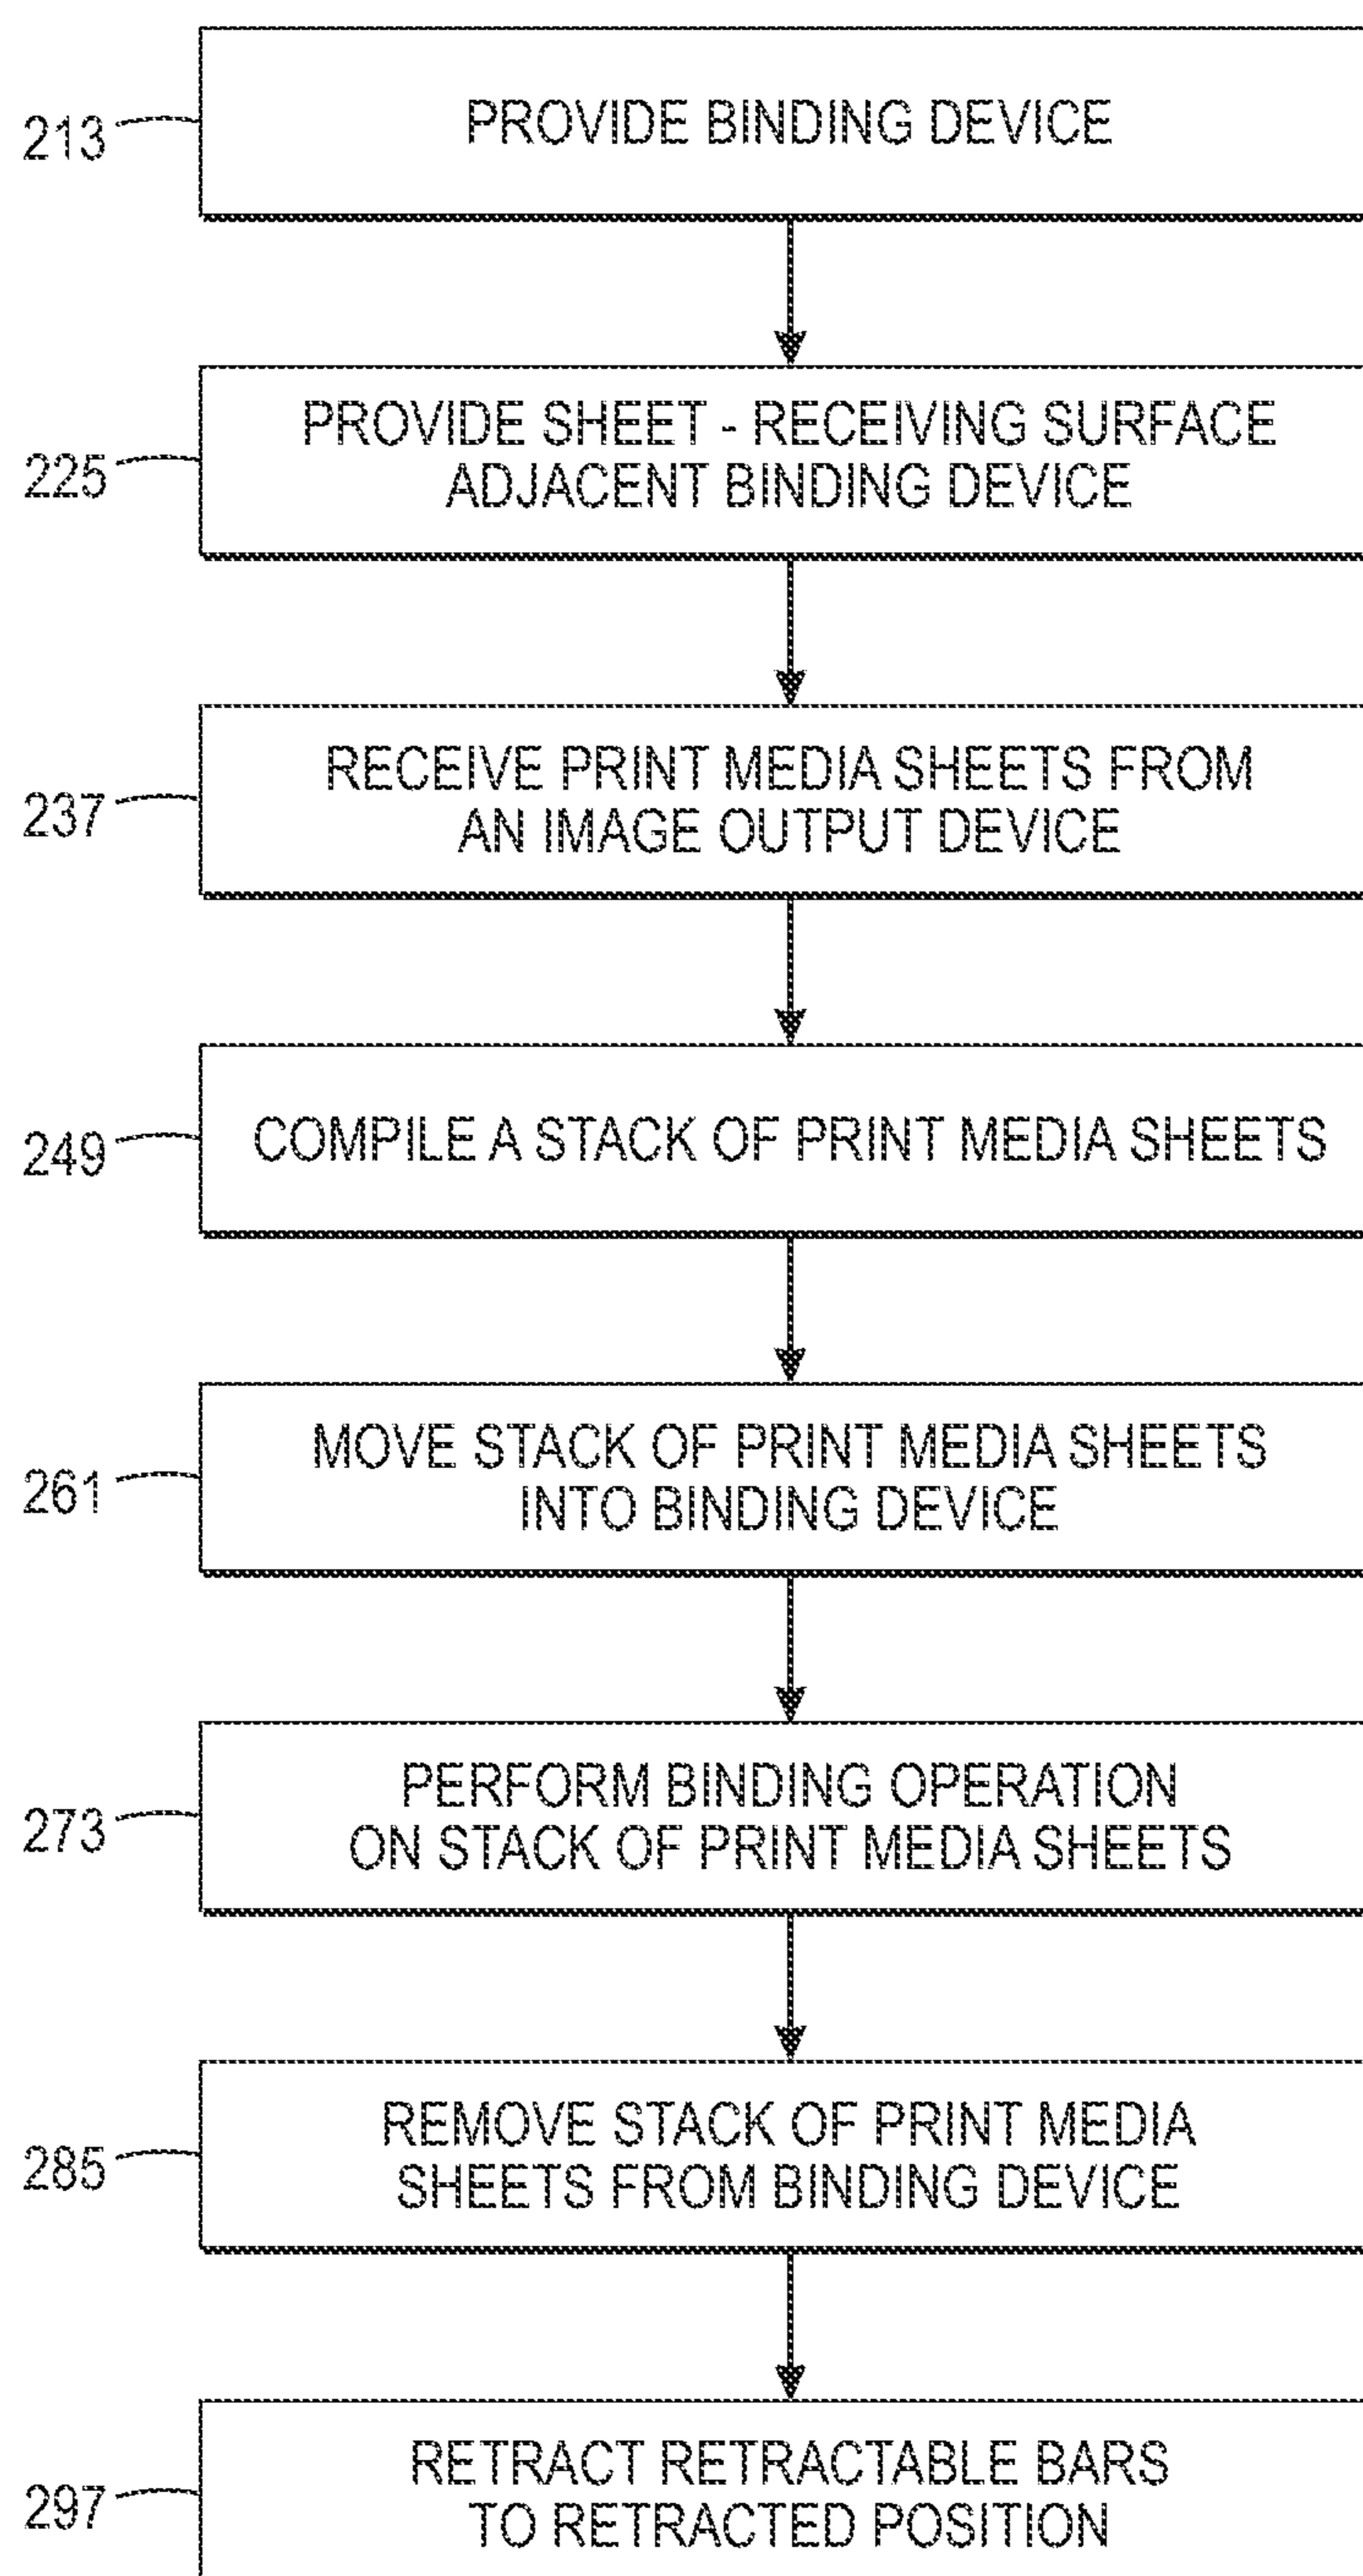 213
PROVIDE BINDING DEVICE
225
PROVIDE SHEET - RECEIVING SURFACE
ADJACENT BINDING DEVICE
237
RECEIVE PRINT MEDIA SHEETS FROM
AN IMAGE OUTPUT DEVICE
249
COMPILE A STACK OF PRINT MEDIA SHEETS
261
MOVE STACK OF PRINT MEDIA SHEETS
INTO BINDING DEVICE
273
PERFORM BINDING OPERATION
ON STACK OF PRINT MEDIA SHEETS
285
REMOVE STACK OF PRINT MEDIA
SHEETS FROM BINDING DEVICE
297
RETRACT RETRACTABLE BARS
TO RETRACTED POSITION